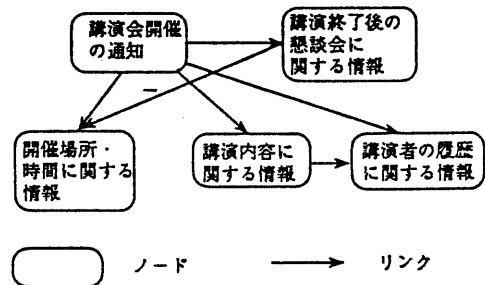 講演会開催
の通知
講演終了後の
懇談会に
関する情報
開催場所・
時間に関する
情報
講演内容に
関する情報
講演者の履歴
に関する情報
ノード
リンク